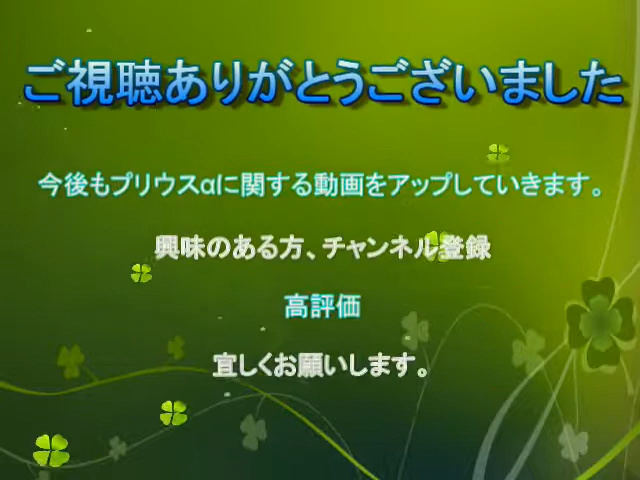 ご視聴ありがとうございました
今後もプリウスαに関する動画をアップしていきます。
興味のある方、チャンネル登録
高評価
宜しくお願いします。